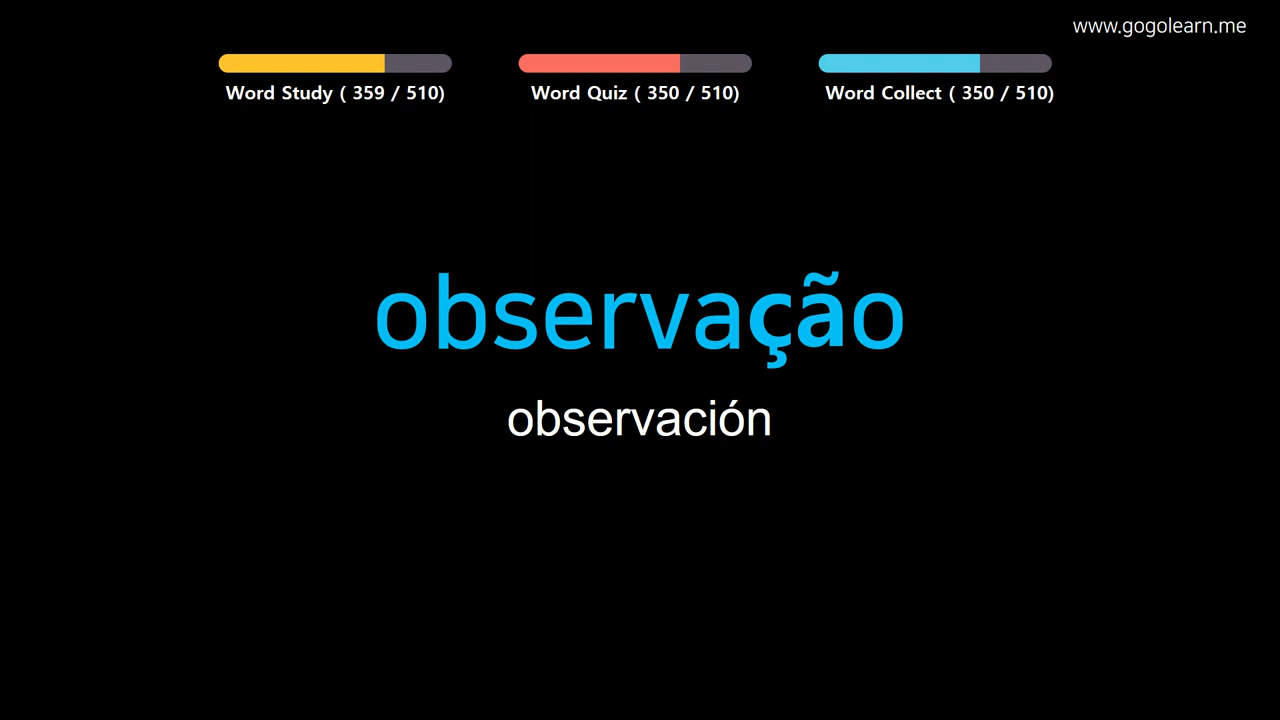 www.gogolearn.me
Word Study ( 359 / 510)
Word Quiz ( 350 / 510)
Word Collect ( 350 / 510)
observação
observación